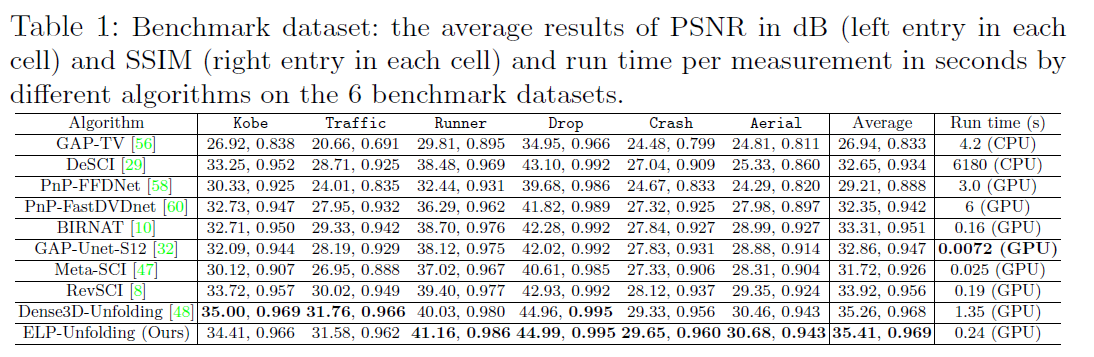 Table 1: Benchmark dataset: the average results of PSNR in dB (left entry in each
cell) and SSIM (right entry in each cell) and run time per measurement in seconds by
different algorithms on the 6 benchmark datasets.
Algorithm Kobe Traffic Runner Drop Crash Aerial Average Run time (s)
GAP-TV [56] 26.92, 0.838 20.66, 0.691 29.81, 0.895 34.95, 0.966 24.48, 0.799 24.81, 0.811 26.94, 0.833 4.2 (CPU)
DeSCI [29] 33.25, 0.952 28.71, 0.925 38.48, 0.969 43.10, 0.992 27.04, 0.909 25.33, 0.860 32.65, 0.934 6180 (CPU)
PnP-FFDNet [58] 30.33, 0.925 24.01, 0.835 32.44, 0.931 39.68, 0.986 24.67, 0.833 24.29, 0.820 29.21, 0.888 3.0 (GPU)
PnP-FastDVDnet [60] 32.73, 0.947 27.95, 0.932 36.29, 0.962 41.82, 0.989 27.32, 0.925 27.98, 0.897 32.35, 0.942 6 (GPU)
BIRNAT [10] 32.71, 0.950 29.33, 0.942 38.70, 0.976 42.28, 0.992 27.84, 0.927 28.99, 0.927 33.31, 0.951 0.16 (GPU)
GAP-Unet-S12 [32] 32.09, 0.944 28.19, 0.929 38.12, 0.975 42.02, 0.992 27.83, 0.931 28.88, 0.914 32.86, 0.947 0.0072 (GPU)
Meta-SCI [47] 30.12, 0.907 26.95, 0.888 37.02, 0.967 40.61, 0.985 27.33, 0.906 28.31, 0.904 31.72, 0.926 0.025 (GPU)
RevSCI [8] 33.72, 0.957 30.02, 0.949 39.40, 0.977 42.93, 0.992 28.12, 0.937 29.35, 0.924 33.92, 0.956 0.19 (GPU)
Dense3D-Unfolding [48] 35.00, 0.969 31.76, 0.966 40.03, 0.980 44.96, 0.995 29.33, 0.956 30.46, 0.943 35.26, 0.968 1.35 (GPU)
ELP-Unfolding (Ours) 34.41, 0.966 31.58, 0.962 41.16, 0.986 44.99, 0.995 29.65, 0.960 30.68, 0.943 35.41, 0.969 0.24 (GPU)